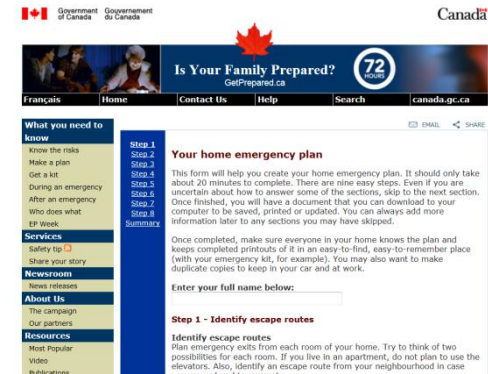 Government of Canada
Gouvernement du Canada
Canada
Is Your Family Prepared?
GetPrepared.ca
72
HOURS
Français Home Contact Us Help Search canada.gc.ca
What you need to know
Know the risks
Make a plan
Get a kit
During an emergency
After an emergency
Who does what
EP Week
Services
Safety tip
Share your story
Newsroom
News releases
About Us
The campaign
Our partners
Resources
Most Popular
Video
Publications
Step 1
Step 2
Step 3
Step 4
Step 5
Step 6
Step 7
Step 8
Summary
EMAIL SHARE
Your home emergency plan
This form will help you create your home emergency plan. It should only take
about 20 minutes to complete. There are nine easy steps. Even if you are
uncertain about how to answer some of the sections, skip to the next section.
Once finished, you will have a document that you can download to your
computer to be saved, printed or updated. You can always add more
information later to any sections you may have skipped.
Once completed, make sure everyone in your home knows the plan and
keeps completed printouts of it in an easy-to-find, easy-to-remember place
(with your emergency kit, for example). You may also want to make
duplicate copies to keep in your car and at work.
Enter your full name below:
Step 1 - Identify escape routes
Identify escape routes
Plan emergency exits from each room of your home. Try to think of two
possibilities for each room. If you live in an apartment, do not plan to use the
elevators. Also, identify an escape route from your neighbourhood in case